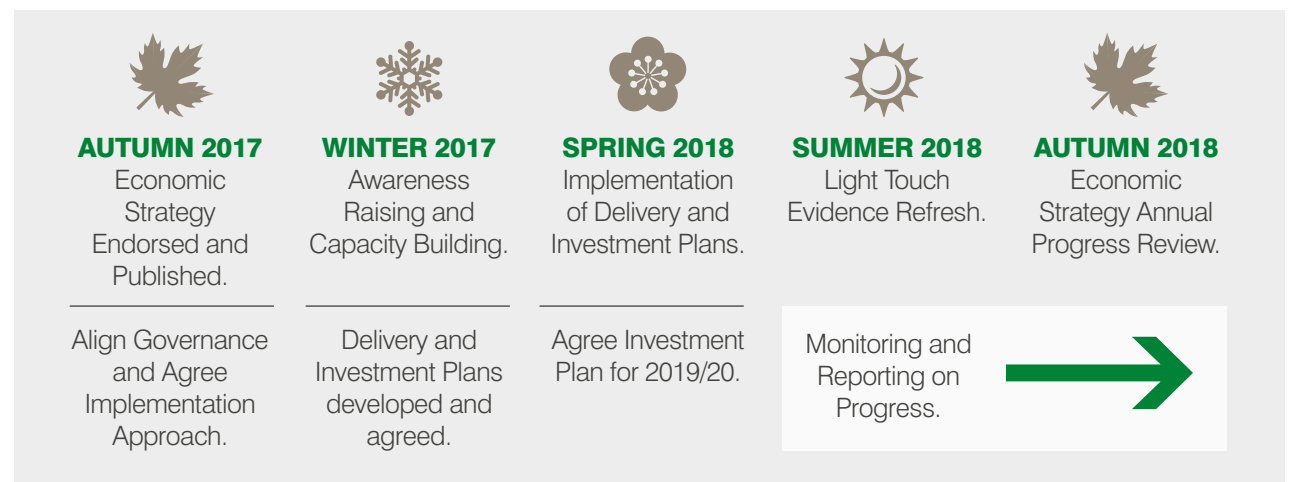 AUTUMN 2017
Economic
Strategy
Endorsed and
Published.
Align Governance
and Agree
Implementation
Approach.
WINTER 2017
Awareness
Raising and
Capacity Building.
Delivery and
Investment Plans
developed and
agreed.
SPRING 2018
Implementation
of Delivery and
Investment Plans.
Agree Investment
Plan for 2019/20.
SUMMER 2018
Light Touch
Evidence Refresh.
AUTUMN 2018
Economic
Strategy Annual
Progress Review.
Monitoring and
Reporting on
Progress.